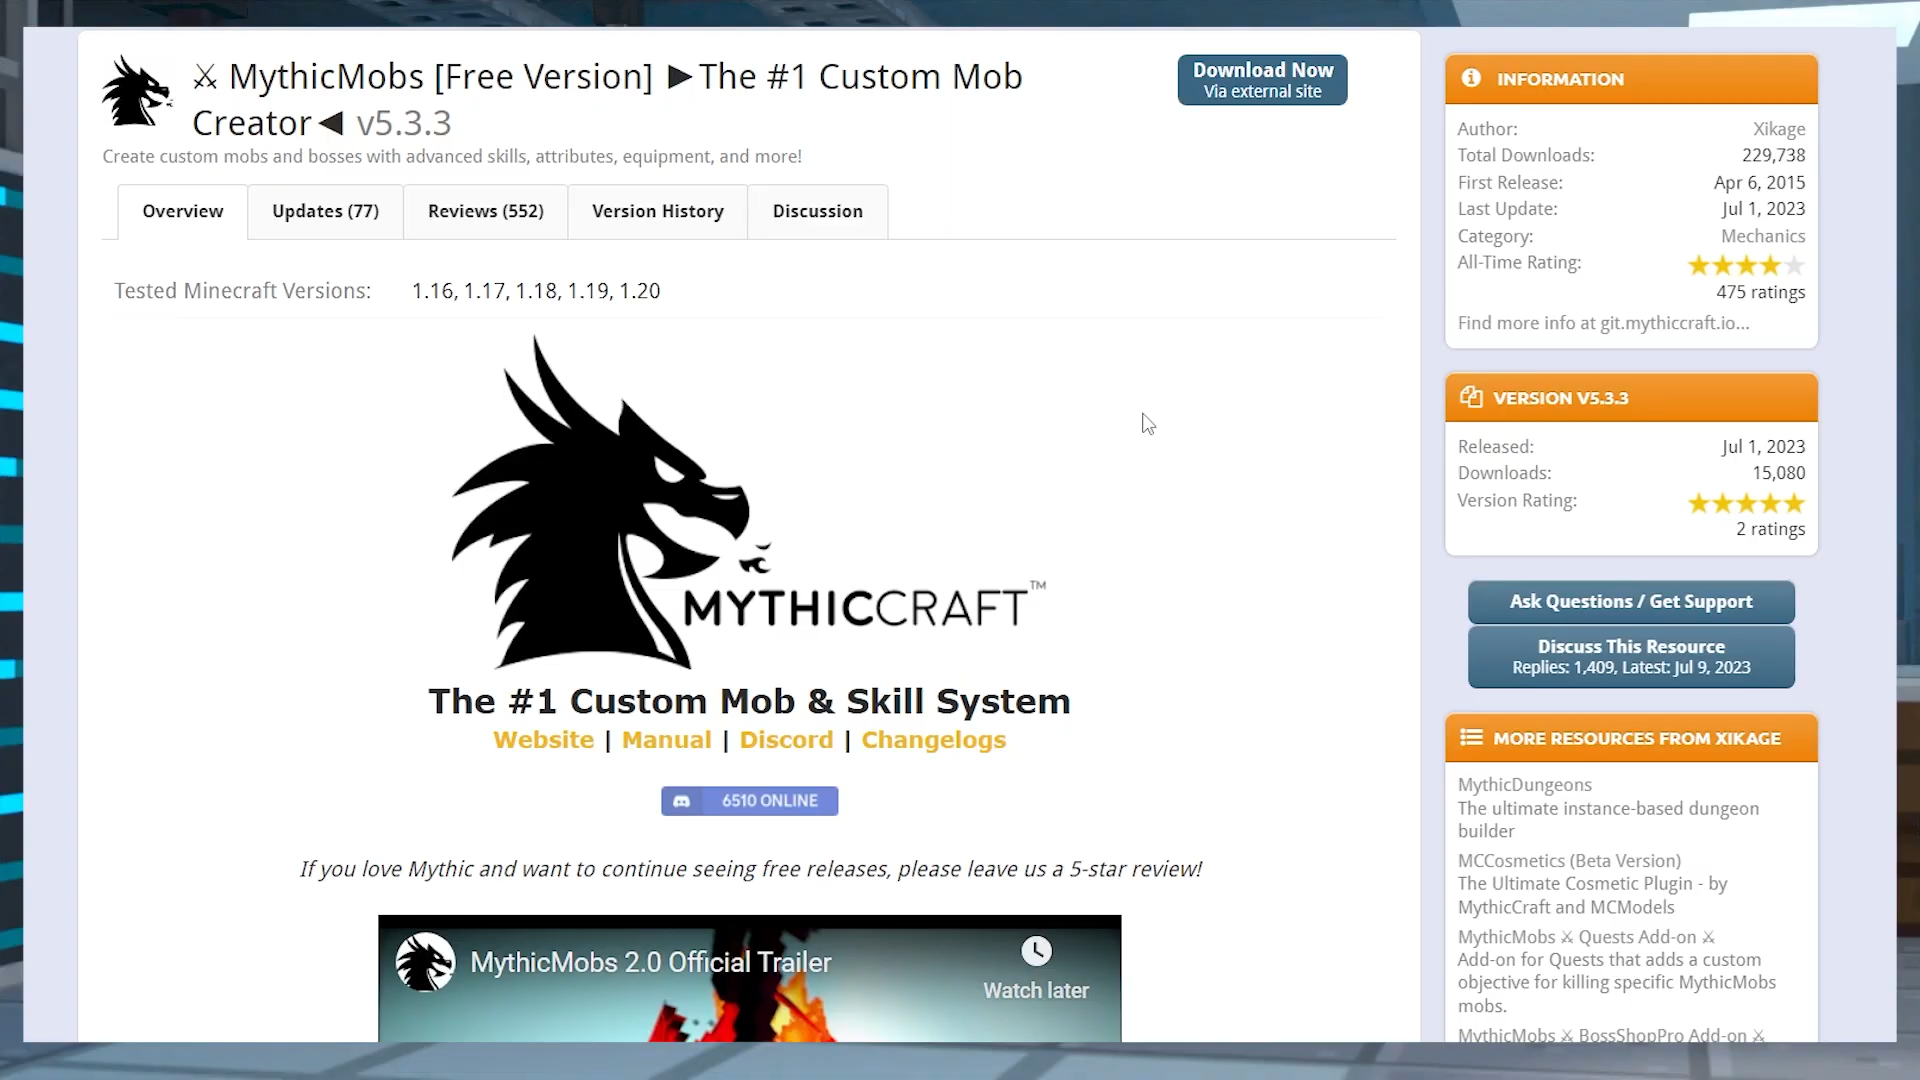 ⚔ MythicMobs [Free Version] ►The #1 Custom Mob
Creator◄ v5.3.3
Create custom mobs and bosses with advanced skills, attributes, equipment, and more!
Download Now
Via external site
Overview
Updates (77)
Reviews (552)
Version History
Discussion
Tested Minecraft Versions: 1.16, 1.17, 1.18, 1.19, 1.20
MYTHICCRAFT™
The #1 Custom Mob & Skill System
Website | Manual | Discord | Changelogs
6510 ONLINE
If you love Mythic and want to continue seeing free releases, please leave us a 5-star review!
MythicMobs 2.0 Official Trailer
Watch later
INFORMATION
Author: Xikage
Total Downloads: 229,738
First Release: Apr 6, 2015
Last Update: Jul 1, 2023
Category: Mechanics
All-Time Rating:
475 ratings
Find more info at git.mythiccraft.io...
VERSION V5.3.3
Released: Jul 1, 2023
Downloads: 15,080
Version Rating:
2 ratings
Ask Questions / Get Support
Discuss This Resource
Replies: 1,409, Latest: Jul 9, 2023
MORE RESOURCES FROM XIKAGE
MythicDungeons
The ultimate instance-based dungeon
builder
MCCosmetics (Beta Version)
The Ultimate Cosmetic Plugin - by
MythicCraft and MCModels
MythicMobs ⚔ Quests Add-on ⚔
Add-on for Quests that adds a custom
objective for killing specific MythicMobs
mobs.
MythicMobs ⚔ BossShopPro Add-on ⚔